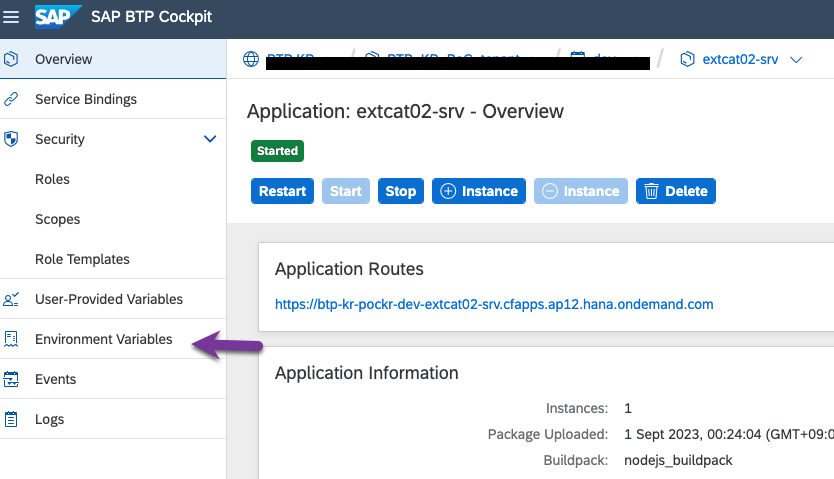 SAP SAP BTP Cockpit
Overview
extcat02-srv
Service Bindings
Application: extcat02-srv - Overview
Security
Started
Roles
Restart Start Stop Instance Instance Delete
Scopes
Role Templates
Application Routes
User-Provided Variables
https://btp-kr-pockr-dev-extcat02-srv.cfapps.ap12.hana.ondemand.com
Environment Variables
Events
Application Information
Logs
Instances: 1
Package Uploaded: 1 Sept 2023, 00:24:04 (GMT+09:0
Buildpack: nodejs_buildpack